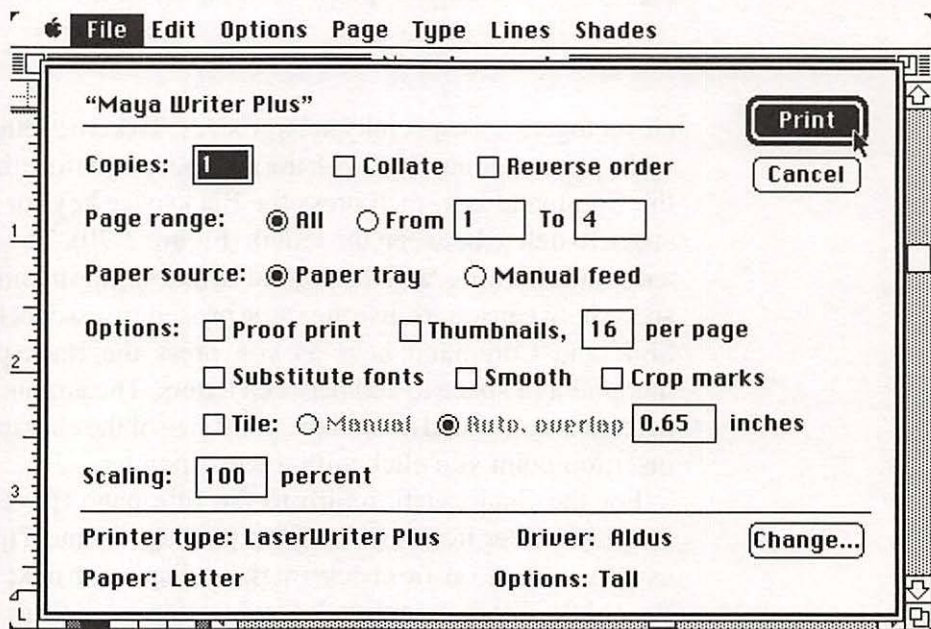 File Edit Options Page Type Lines Shades
“Maya Writer Plus”
Print
Copies: 1 Collate Reverse order
Cancel
Page range: All From 1 To 4
Paper source: Paper tray Manual feed
Options: Proof print Thumbnails, 16 per page
Substitute fonts Smooth Crop marks
Tile: Manual Auto. overlap 0.65 inches
Scaling: 100 percent
Printer type: LaserWriter Plus Driver: Aldus
Change...
Paper: Letter Options: Tall
1
2
3
L